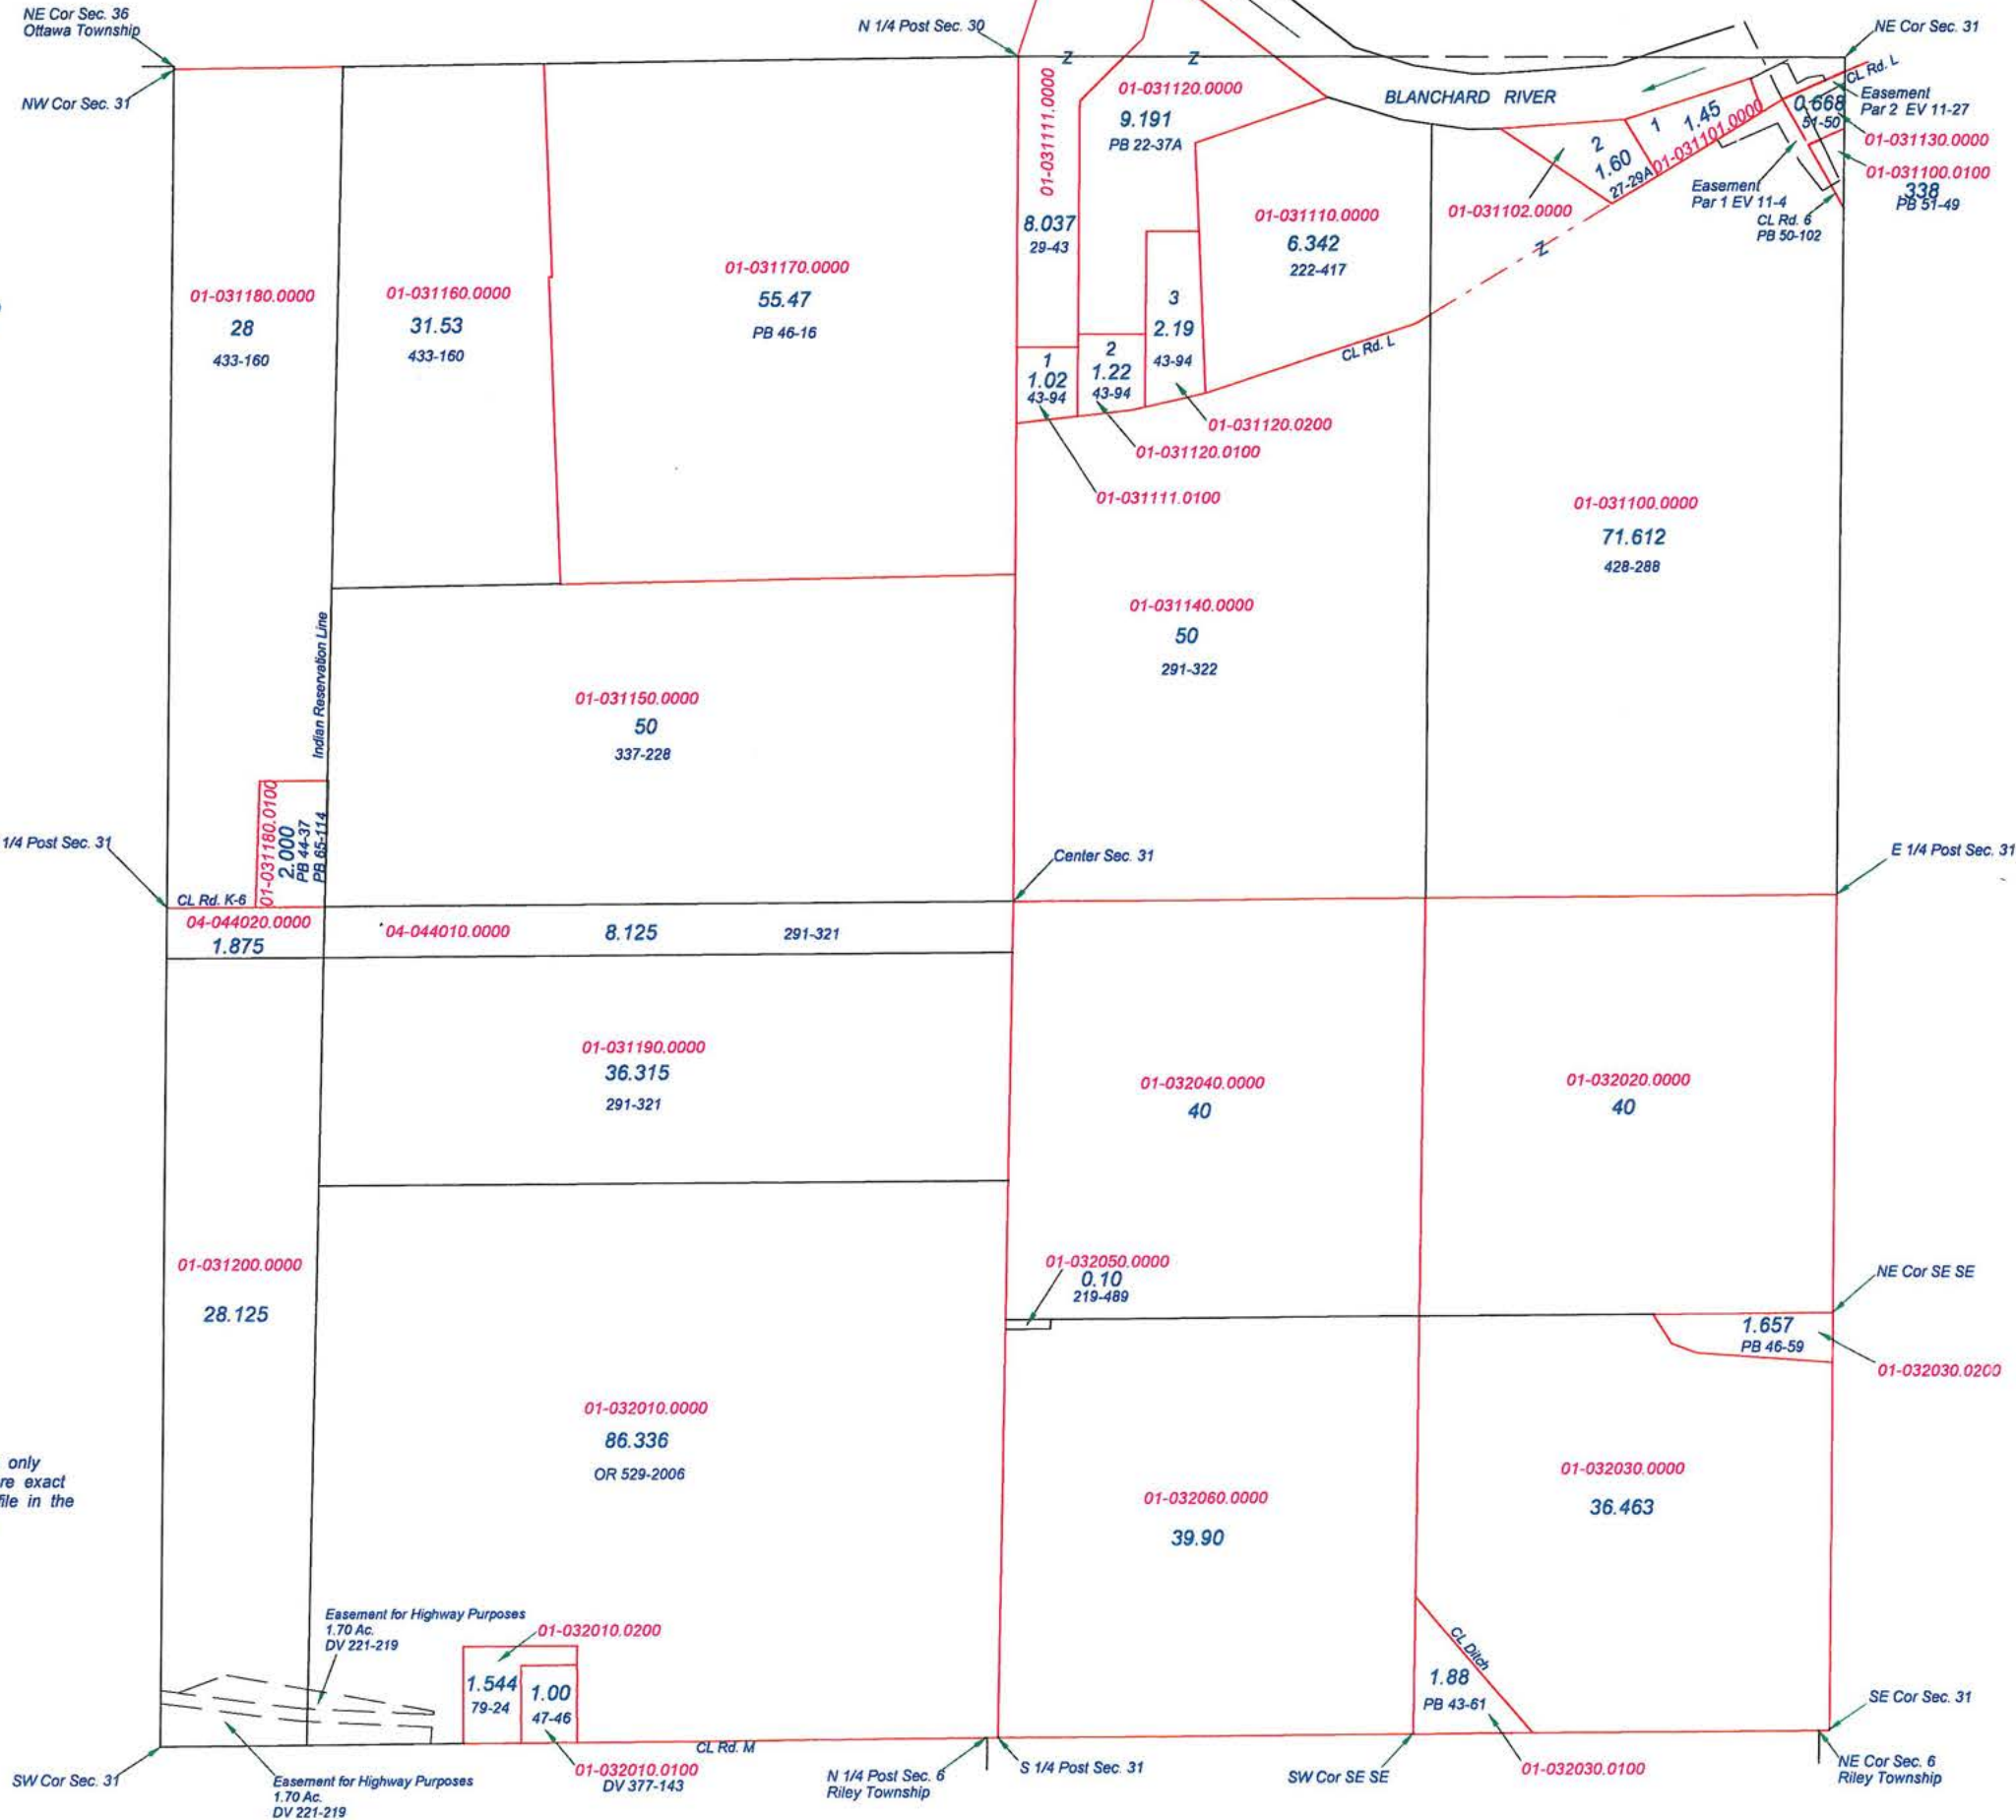 NE Cor Sec. 36
Ottawa Township
N 1/4 Post Sec. 30
NE Cor Sec. 31
NW Cor Sec. 31
Z
Z
CL Rd. L
BLANCHARD RIVER
Easement
Par 2 EV 11-27
01-031130.0000
01-031100.0100
338
PB 51-49
0.668
51-50
1
1.45
01-031101.0000
2
1.60
27-29A
01-031102.0000
Easement
Par 1 EV 11-4
CL Rd. 6
PB 50-102
Z
01-031111.0000
8.037
29-43
01-031120.0000
9.191
PB 22-37A
01-031110.0000
6.342
222-417
01-031180.0000
28
433-160
01-031160.0000
31.53
433-160
01-031170.0000
55.47
PB 46-16
3
2.19
43-94
2
1.22
43-94
1
1.02
43-94
CL Rd. L
01-031120.0200
01-031120.0100
01-031111.0100
01-031100.0000
71.612
428-288
01-031140.0000
50
291-322
Indian Reservation Line
01-031150.0000
50
337-228
01-031180.0100
2.000
PB 44-37
PB 65-114
1/4 Post Sec. 31
Center Sec. 31
E 1/4 Post Sec. 31
CL Rd. K-6
04-044020.0000
1.875
04-044010.0000
8.125
291-321
01-031190.0000
36.315
291-321
01-032040.0000
40
01-032020.0000
40
01-031200.0000
28.125
01-032050.0000
0.10
219-489
NE Cor SE SE
1.657
PB 46-59
01-032030.0200
01-032010.0000
86.336
OR 529-2006
only
re exact
file in the
01-032060.0000
39.90
01-032030.0000
36.463
Easement for Highway Purposes
1.70 Ac.
DV 221-219
01-032010.0200
1.544
79-24
1.00
47-46
CL Ditch
1.88
PB 43-61
SE Cor Sec. 31
CL Rd. M
SW Cor Sec. 31
Easement for Highway Purposes
1.70 Ac.
DV 221-219
01-032010.0100
DV 377-143
N 1/4 Post Sec. 6
Riley Township
S 1/4 Post Sec. 31
SW Cor SE SE
01-032030.0100
NE Cor Sec. 6
Riley Township